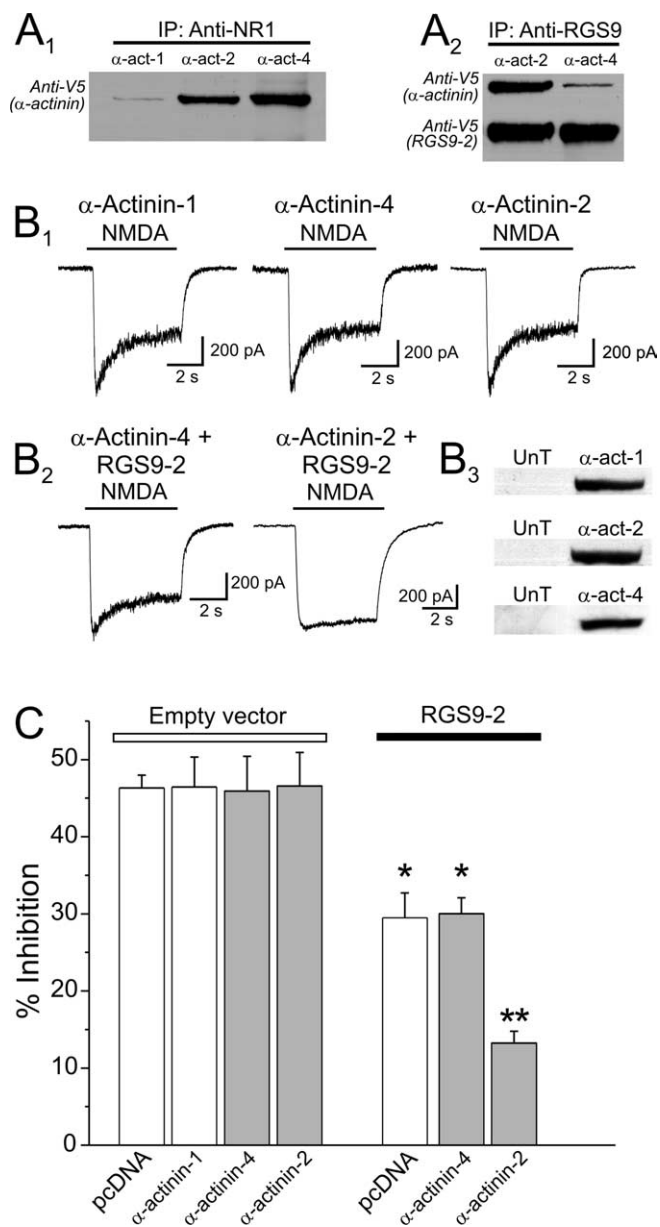 A1
IP: Anti-NR1
α-act-1 α-act-2 α-act-4
Anti-V5
(α-actinin)
A2
IP: Anti-RGS9
α-act-2 α-act-4
Anti-V5
(α-actinin)
Anti-V5
(RGS9-2)
B1
α-Actinin-1
NMDA
200 pA
2 s
α-Actinin-4
NMDA
200 pA
2 s
α-Actinin-2
NMDA
200 pA
2 s
B2
α-Actinin-4 +
RGS9-2
NMDA
200 pA
2 s
α-Actinin-2 +
RGS9-2
NMDA
200 pA
2 s
B3
UnT α-act-1
UnT α-act-2
UnT α-act-4
C
Empty vector
RGS9-2
% Inhibition
50
40
30
20
10
0
*
*
**
pcDNA
α-actinin-1
α-actinin-4
α-actinin-2
pcDNA
α-actinin-4
α-actinin-2